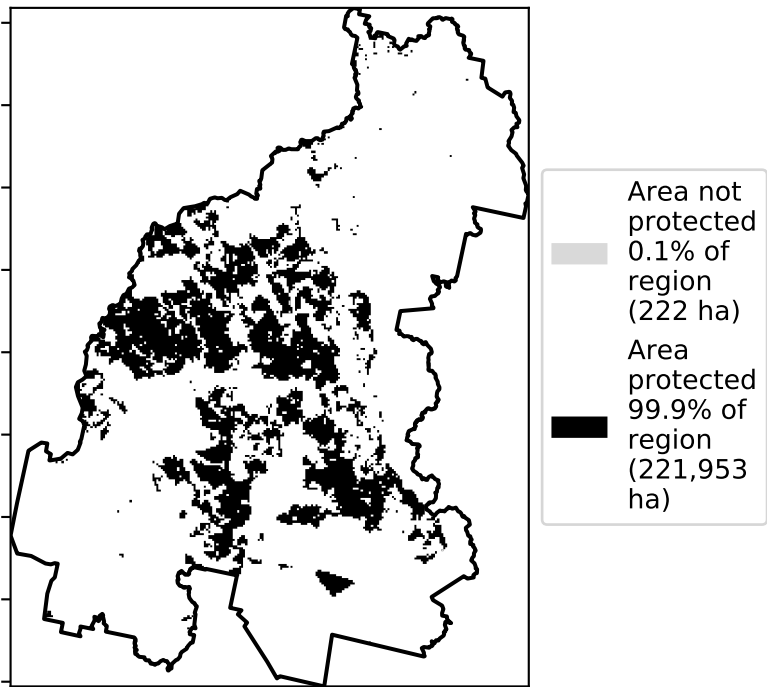 Area not
protected
0.1% of
region
(222 ha)
Area
protected
99.9% of
region
(221,953
ha)